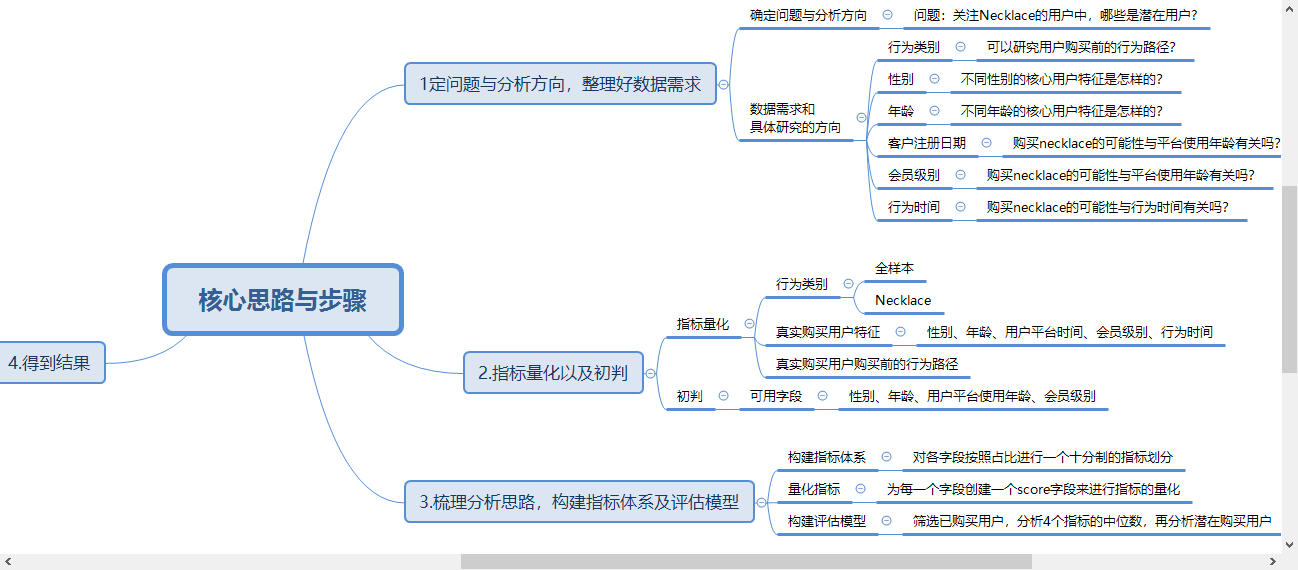 核心思路与步骤
1定问题与分析方向，整理好数据需求
确定问题与分析方向
问题：关注Necklace的用户中，哪些是潜在用户？
数据需求和
具体研究的方向
行为类别
可以研究用户购买前的行为路径？
性别
不同性别的核心用户特征是怎样的？
年龄
不同年龄的核心用户特征是怎样的？
客户注册日期
购买necklace的可能性与平台使用年龄有关吗？
会员级别
购买necklace的可能性与平台使用年龄有关吗？
行为时间
购买necklace的可能性与行为时间有关吗？
2.指标量化以及初判
指标量化
行为类别
全样本
Necklace
真实购买用户特征
性别、年龄、用户平台时间、会员级别、行为时间
真实购买用户购买前的行为路径
初判
可用字段
性别、年龄、用户平台使用年龄、会员级别
3.梳理分析思路，构建指标体系及评估模型
构建指标体系
对各字段按照占比进行一个十分制的指标划分
量化指标
为每一个字段创建一个score字段来进行指标的量化
构建评估模型
筛选已购买用户，分析4个指标的中位数，再分析潜在购买用户
4.得到结果